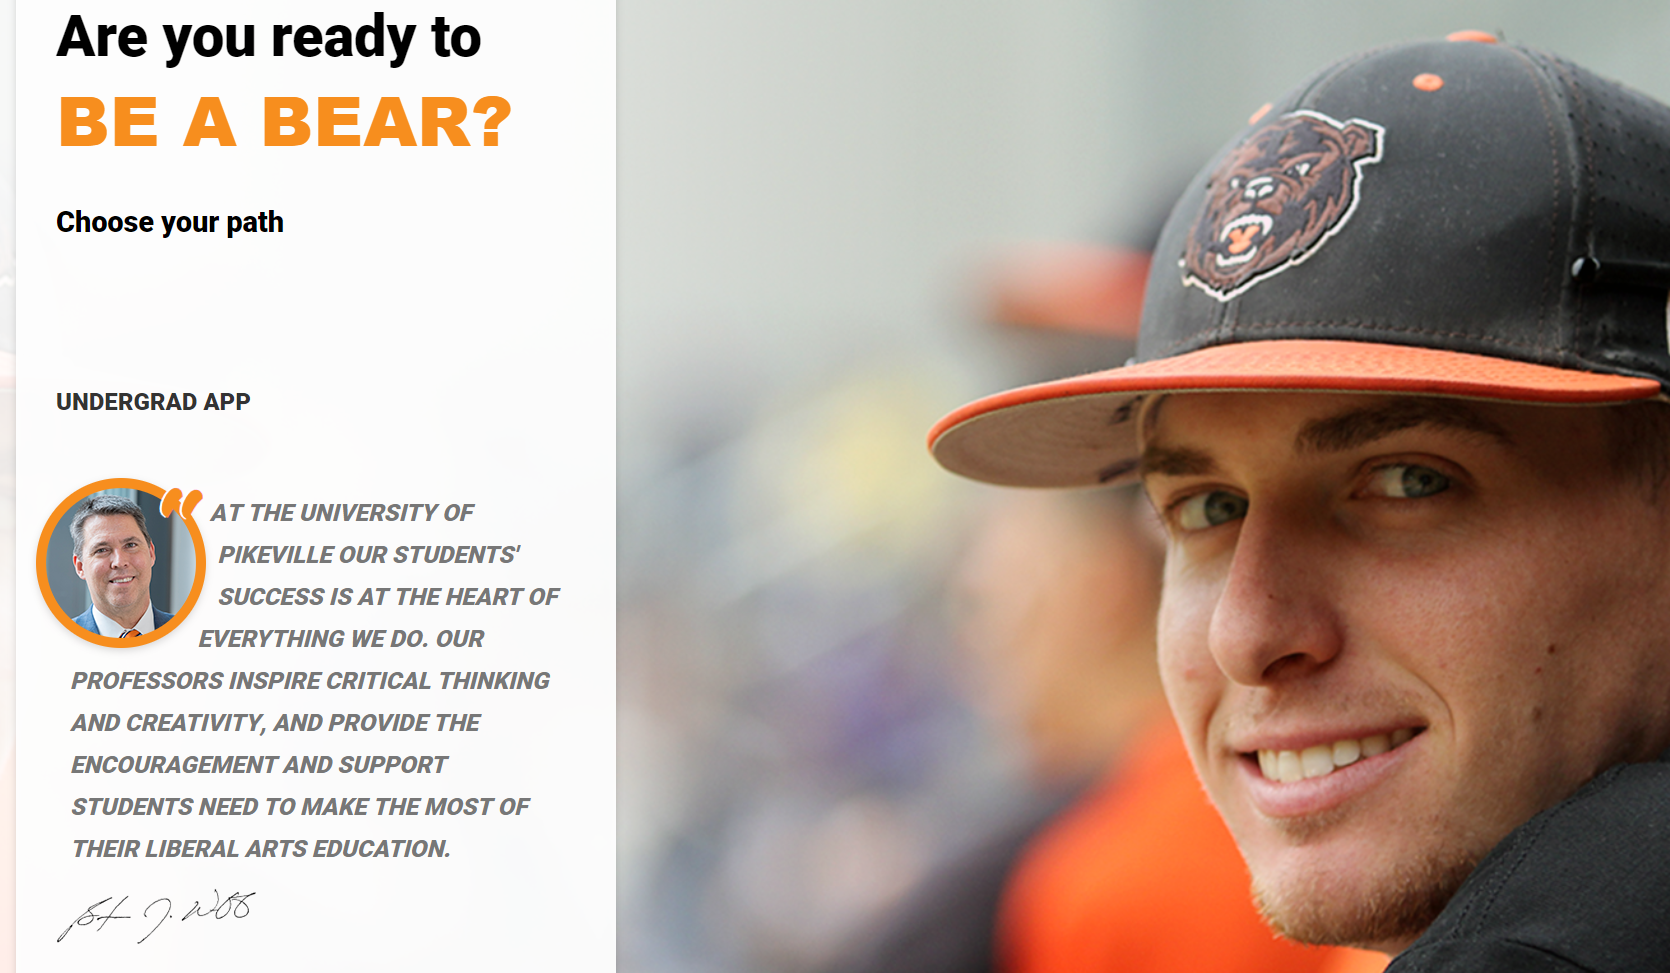 Are you ready to
BE A BEAR?
Choose your path
UNDERGRAD APP
“ AT THE UNIVERSITY OF
PIKEVILLE OUR STUDENTS'
SUCCESS IS AT THE HEART OF
EVERYTHING WE DO. OUR
PROFESSORS INSPIRE CRITICAL THINKING
AND CREATIVITY, AND PROVIDE THE
ENCOURAGEMENT AND SUPPORT
STUDENTS NEED TO MAKE THE MOST OF
THEIR LIBERAL ARTS EDUCATION.